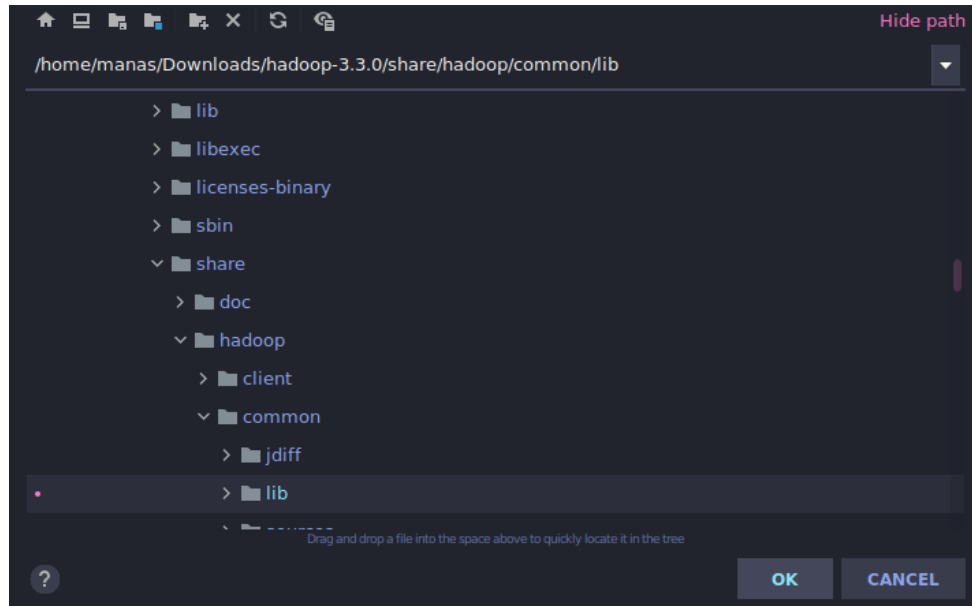 Hide path
/home/manas/Downloads/hadoop-3.3.0/share/hadoop/common/lib
lib
libexec
licenses-binary
sbin
share
doc
hadoop
client
common
jdiff
lib
Drag and drop a file into the space above to quickly locate it in the tree
?
OK CANCEL